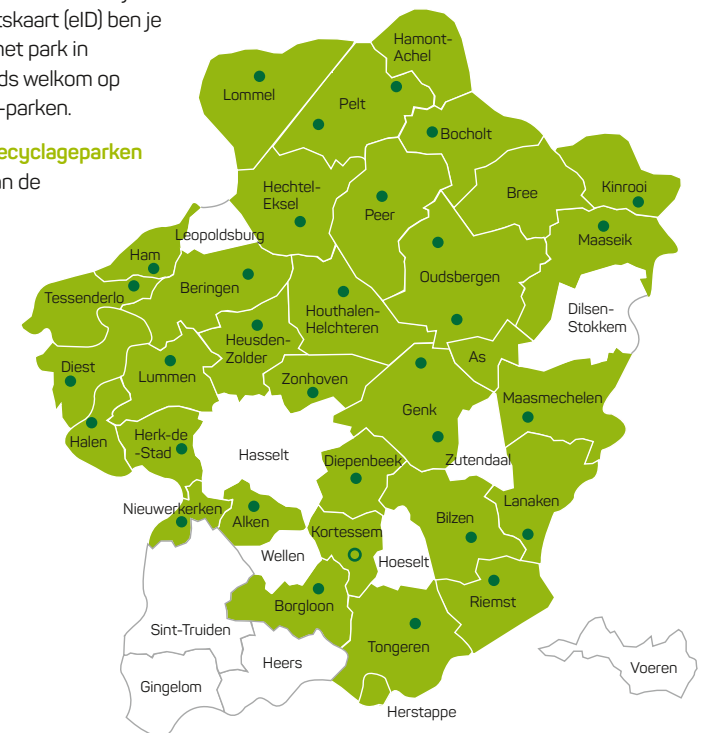 tskaart (eID) ben je
het park in
ds welkom op
-parken.
ecyclageparken
an de
Hamont-
Achel
Lommel
Pelt
Bocholt
Hechtel-
Eksel
Peer
Bree
Kinrooi
Leopoldsburg
Maaseik
Ham
Tessenderlo
Beringen
Oudsbergen
Houthalen-
Helchteren
Dilsen-
Stokkem
Heusden-
Zolder
As
Diest
Lummen
Zonhoven
Genk
Maasmechelen
Halen
Herk-de
-Stad
Hasselt
Diepenbeek
Zutendaal
Nieuwerkerken
Alken
Kortessem
Bilzen
Lanaken
Wellen
Hoeselt
Borgloon
Riemst
Sint-Truiden
Tongeren
Heers
Voeren
Gingelom
Herstappe